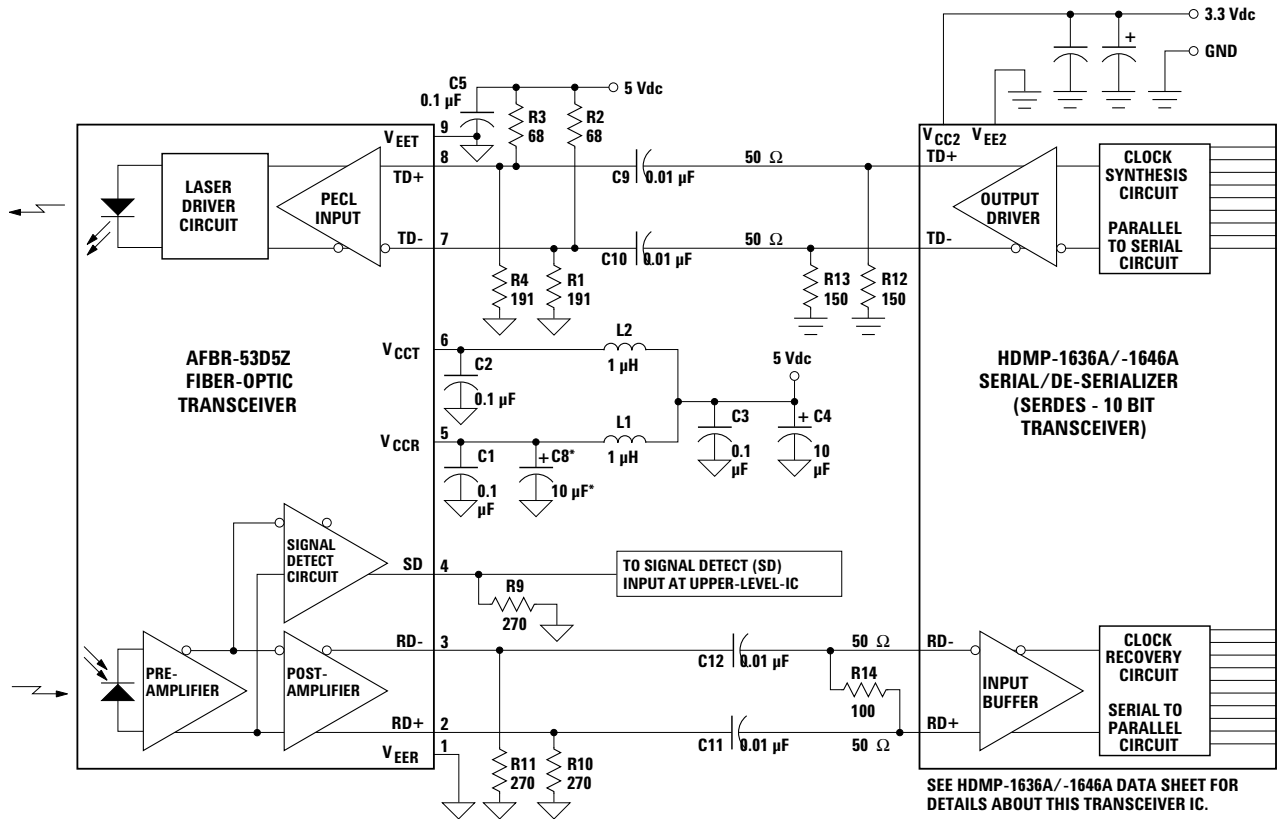 3.3 Vdc
GND
C5
0.1 µF
R3
68
R2
68
5 Vdc
9
VEET
8
TD+
LASER
DRIVER
CIRCUIT
PECL
INPUT
7
TD-
C9
0.01 µF
50 Ω
C10
0.01 µF
50 Ω
R4
191
R1
191
R13
150
R12
150
VCC2
VEE2
TD+
TD-
OUTPUT
DRIVER
CLOCK
SYNTHESIS
CIRCUIT
PARALLEL
TO SERIAL
CIRCUIT
AFBR-53D5Z
FIBER-OPTIC
TRANSCEIVER
VCCT
6
C2
0.1 µF
L2
1 µH
5 Vdc
VCCR
5
C1
0.1
µF
+
C8*
10 µF*
L1
1 µH
C3
0.1
µF
+
C4
10
µF
HDMP-1636A/-1646A
SERIAL/DE-SERIALIZER
(SERDES - 10 BIT
TRANSCEIVER)
SIGNAL
DETECT
CIRCUIT
SD
4
R9
270
TO SIGNAL DETECT (SD)
INPUT AT UPPER-LEVEL-IC
PRE-
AMPLIFIER
POST-
AMPLIFIER
RD-
3
RD+
2
VEER
1
R11
270
R10
270
C12
0.01 µF
50 Ω
C11
0.01 µF
50 Ω
R14
100
RD-
RD+
INPUT
BUFFER
CLOCK
RECOVERY
CIRCUIT
SERIAL TO
PARALLEL
CIRCUIT
SEE HDMP-1636A/-1646A DATA SHEET FOR
DETAILS ABOUT THIS TRANSCEIVER IC.